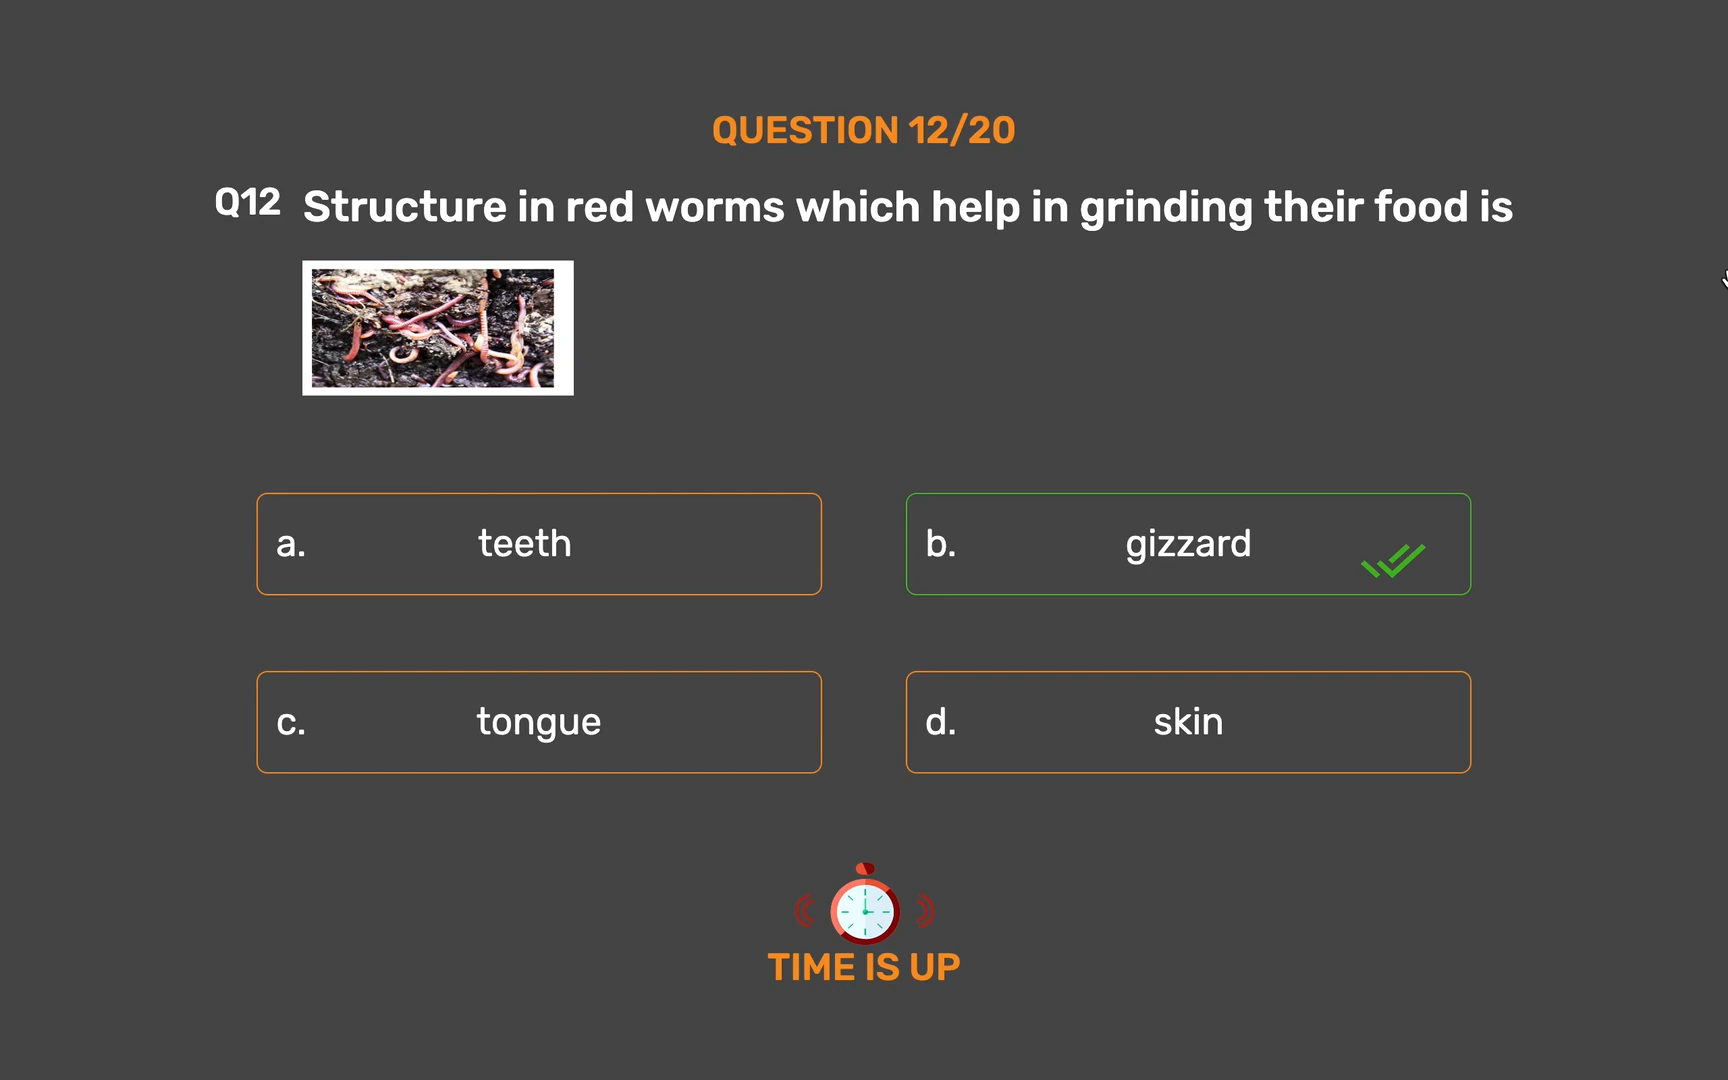 QUESTION 12/20
Q12 Structure in red worms which help in grinding their food is
a. teeth
b. gizzard
c. tongue
d. skin
TIME IS UP